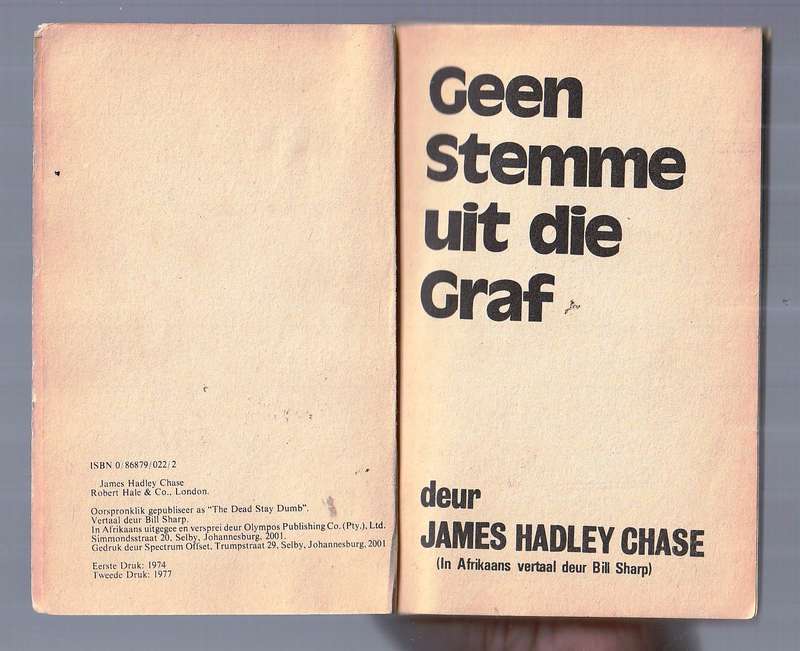 ISBN 0/86879/022/2
James Hadley Chase
Robert Hale & Co., London.
Oorspronklik gepubliseer as "The Dead Stay Dumb".
Vertaal deur Bill Sharp.
In Afrikaans uitgegee en versprei deur Olympos Publishing Co. (Pty.), Ltd.
Simmondsstraat 20, Selby, Johannesburg, 2001.
Gedruk deur Spectrum Offset, Trumpstraat 29, Selby, Johannesburg, 2001
Eerste Druk: 1974
Tweede Druk: 1977
Geen
Stemme
uit die
Graf
deur
JAMES HADLEY CHASE
(In Afrikaans vertaal deur Bill Sharp)